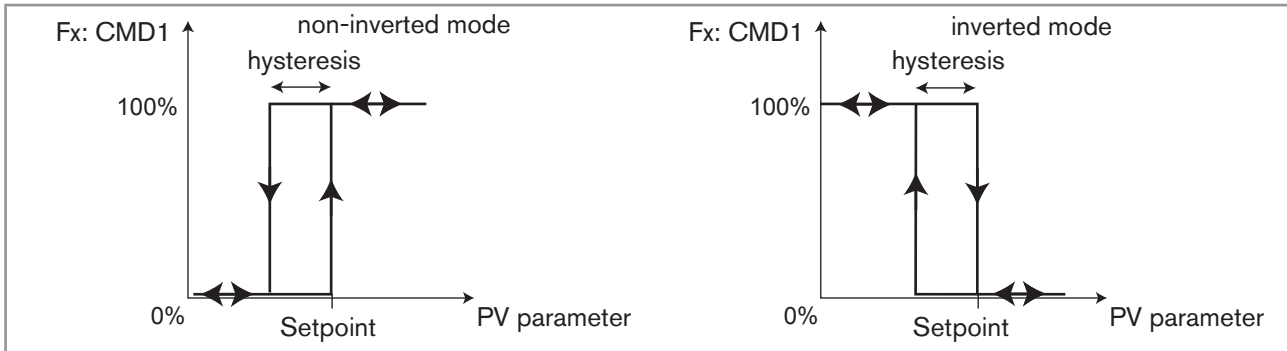 Fx: CMD1
non-inverted mode
hysteresis
100%
0%
Setpoint
PV parameter
Fx: CMD1
inverted mode
hysteresis
100%
0%
Setpoint
PV parameter